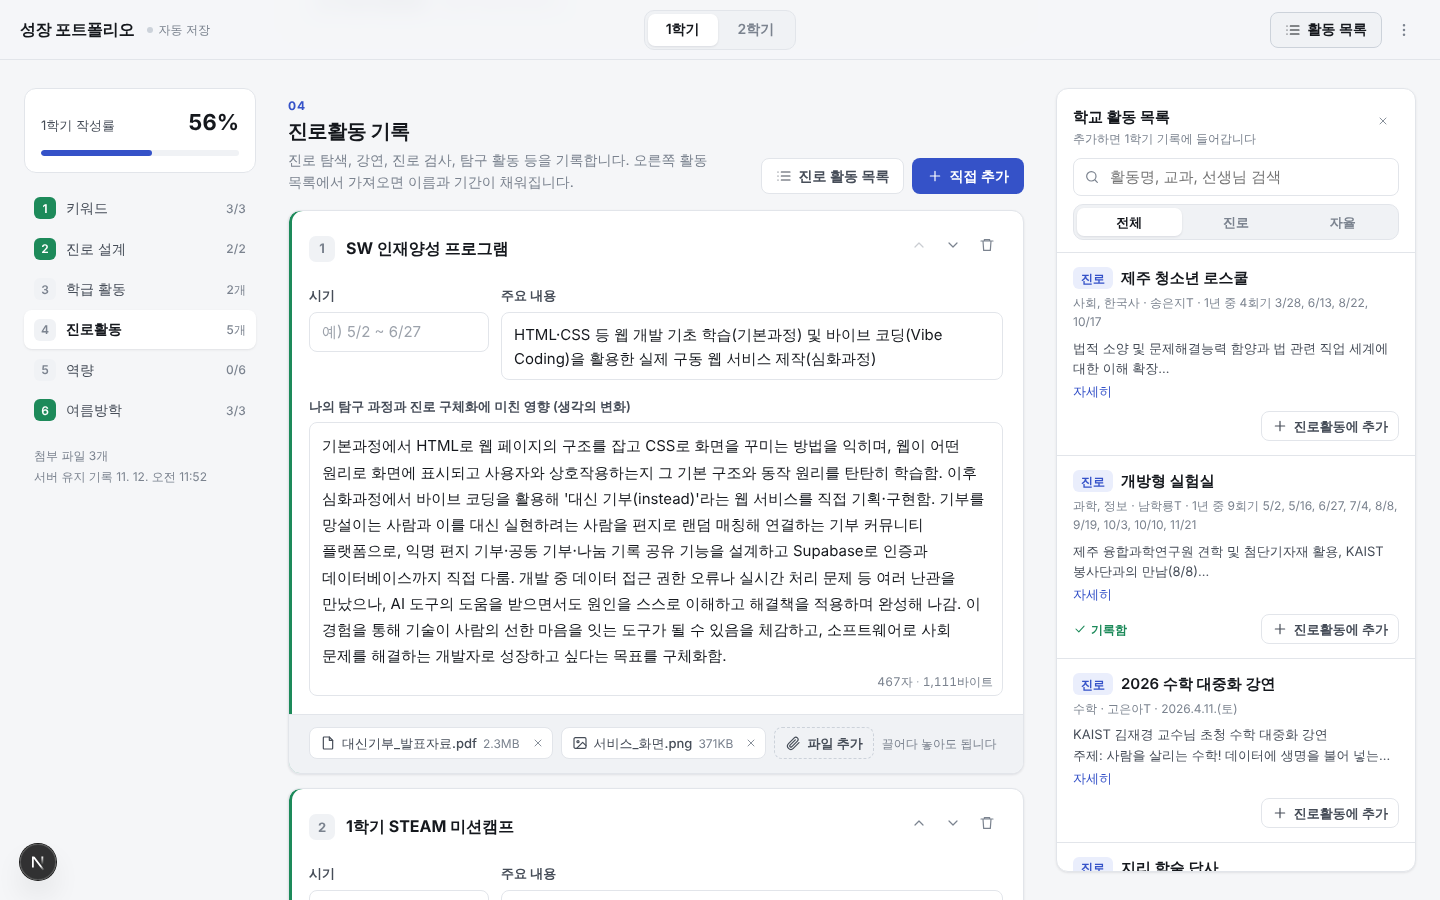 성장 포트폴리오
자동 저장
1학기
2학기
활동 목록
1학기 작성률
56%
1 키워드 3/3
2 진로 설계 2/2
3 학급 활동 2개
4 진로활동 5개
5 역량 0/6
6 여름방학 3/3
첨부 파일 3개
서버 유지 기록 11. 12. 오전 11:52
04
진로활동 기록
진로 탐색, 강연, 진로 검사, 탐구 활동 등을 기록합니다. 오른쪽 활동
목록에서 가져오면 이름과 기간이 채워집니다.
진로 활동 목록
직접 추가
1 SW 인재양성 프로그램
시기
주요 내용
예) 5/2 ~ 6/27
HTML·CSS 등 웹 개발 기초 학습(기본과정) 및 바이브 코딩(Vibe
Coding)을 활용한 실제 구동 웹 서비스 제작(심화과정)
나의 탐구 과정과 진로 구체화에 미친 영향 (생각의 변화)
기본과정에서 HTML로 웹 페이지의 구조를 잡고 CSS로 화면을 꾸미는 방법을 익히며, 웹이 어떤
원리로 화면에 표시되고 사용자와 상호작용하는지 그 기본 구조와 동작 원리를 탄탄히 학습함. 이후
심화과정에서 바이브 코딩을 활용해 '대신 기부(instead)'라는 웹 서비스를 직접 기획·구현함. 기부를
망설이는 사람과 이를 대신 실현하려는 사람을 편지로 랜덤 매칭해 연결하는 기부 커뮤니티
플랫폼으로, 익명 편지 기부·공동 기부·나눔 기록 공유 기능을 설계하고 Supabase로 인증과
데이터베이스까지 직접 다룸. 개발 중 데이터 접근 권한 오류나 실시간 처리 문제 등 여러 난관을
만났으나, AI 도구의 도움을 받으면서도 원인을 스스로 이해하고 해결책을 적용하며 완성해 나감. 이
경험을 통해 기술이 사람의 선한 마음을 잇는 도구가 될 수 있음을 체감하고, 소프트웨어로 사회
문제를 해결하는 개발자로 성장하고 싶다는 목표를 구체화함.
467자 · 1,111바이트
대신기부_발표자료.pdf 2.3MB
서비스_화면.png 371KB
파일 추가
끌어다 놓아도 됩니다
2 1학기 STEAM 미션캠프
시기
주요 내용
학교 활동 목록
추가하면 1학기 기록에 들어갑니다
활동명, 교과, 선생님 검색
전체
진로
자율
진로 제주 청소년 로스쿨
사회, 한국사 · 송은지T · 1년 중 4회기 3/28, 6/13, 8/22,
10/17
법적 소양 및 문제해결능력 함양과 법 관련 직업 세계에
대한 이해 확장...
자세히
진로활동에 추가
진로 개방형 실험실
과학, 정보 · 남학룡T · 1년 중 9회기 5/2, 5/16, 6/27, 7/4, 8/8,
9/19, 10/3, 10/10, 11/21
제주 융합과학연구원 견학 및 첨단기자재 활용, KAIST
봉사단과의 만남(8/8)...
자세히
기록함
진로활동에 추가
진로 2026 수학 대중화 강연
수학 · 고은아T · 2026.4.11.(토)
KAIST 김재경 교수님 초청 수학 대중화 강연
주제: 사람을 살리는 수학! 데이터에 생명을 불어 넣는...
자세히
진로활동에 추가
진로 지리 학술 답사
N